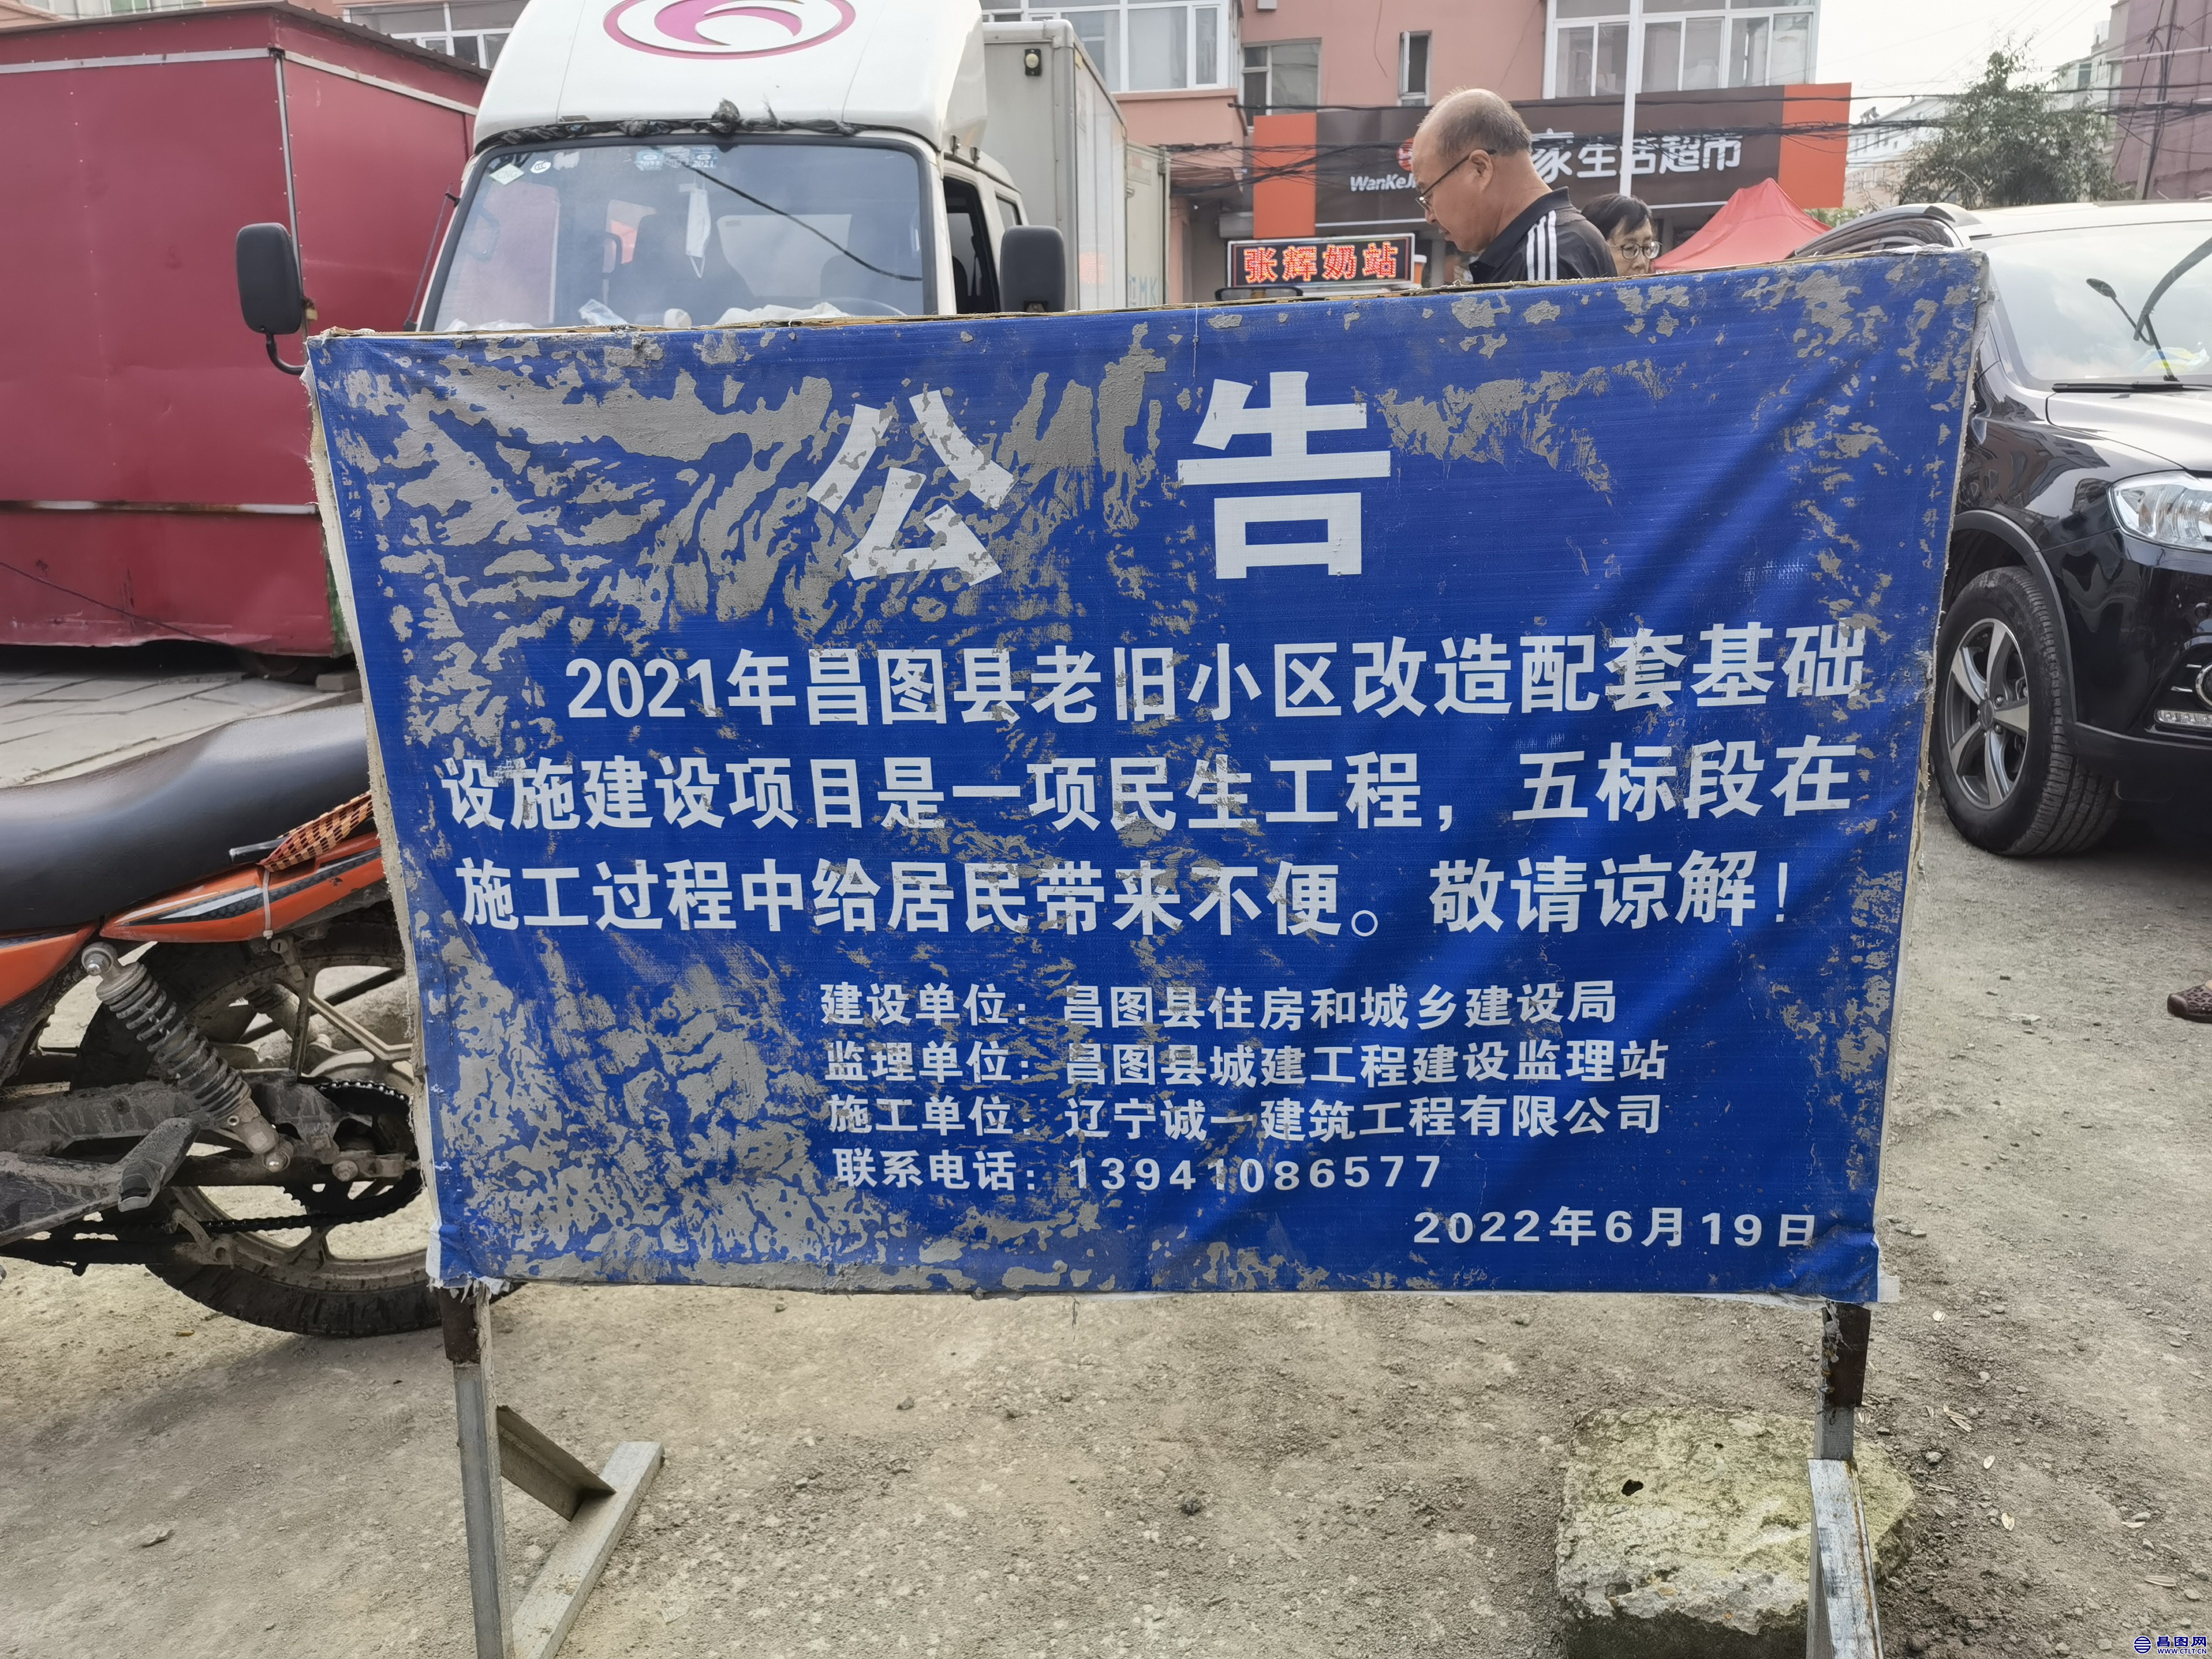 家生活超市
WanKeJi
张辉奶站
公告
2021年昌图县老旧小区改造配套基础
设施建设项目是一项民生工程，五标段在
施工过程中给居民带来不便。敬请谅解！
建设单位：昌图县住房和城乡建设局
监理单位：昌图县城建工程建设监理站
施工单位：辽宁诚一建筑工程有限公司
联系电话：13941086577
2022年6月19日
昌图网
WWW.CTLT.CN